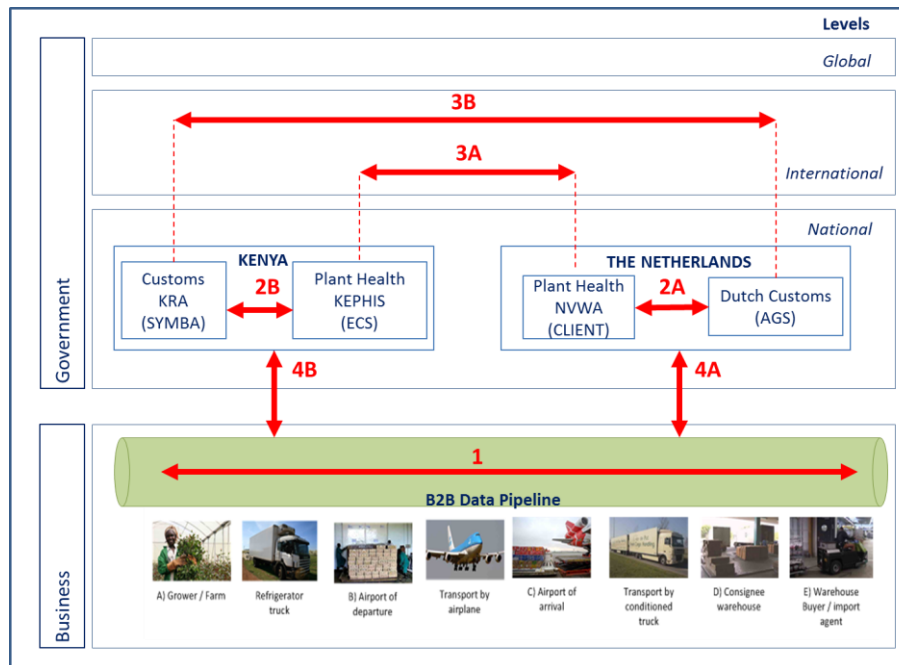 Levels
Global
3B
3A
International
National
KENYA
THE NETHERLANDS
Customs
KRA
(SYMBA)
2B
Plant Health
KEPHIS
(ECS)
Plant Health
NVWA
(CLIENT)
2A
Dutch Customs
(AGS)
4B
4A
Government
1
B2B Data Pipeline
A) Grower / Farm
Refrigerator
truck
B) Airport of
departure
Transport by
airplane
C) Airport of
arrival
Transport by
conditioned
truck
D) Consignee
warehouse
E) Warehouse
Buyer / import
agent
Business